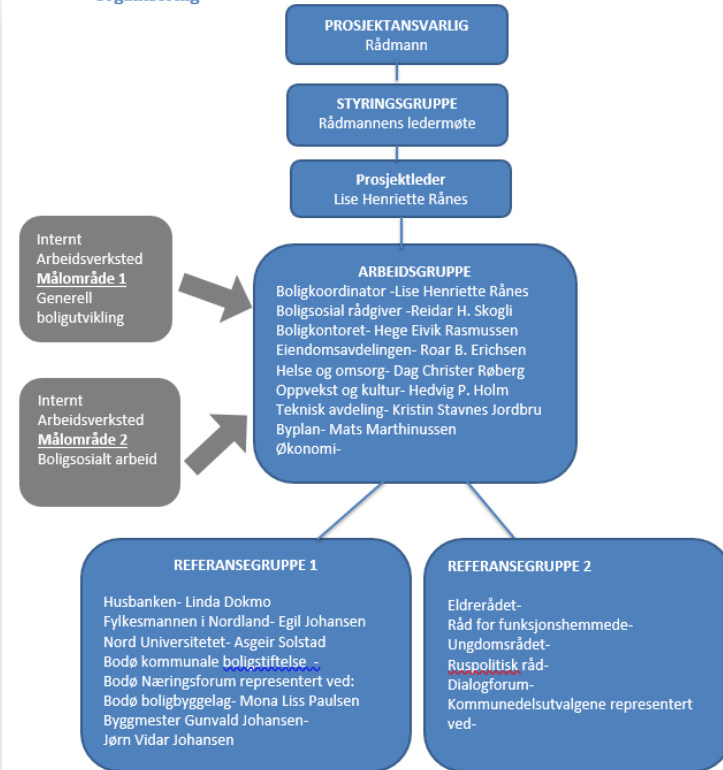 PROSJEKTANSVARLIG
Rådmann
STYRINGSGRUPPE
Rådmannens ledermøte
Prosjektleder
Lise Henriette Rånes
Internt
Arbeidsverksted
Målområde 1
Generell
boligutvikling
Internt
Arbeidsverksted
Målområde 2
Boligsosialt arbeid
ARBEIDSGRUPPE
Boligkoordinator -Lise Henriette Rånes
Boligsosial rådgiver -Reidar H. Skogli
Boligkontoret- Hege Eivik Rasmussen
Eiendomsavdelingen- Roar B. Erichsen
Helse og omsorg- Dag Christer Røberg
Oppvekst og kultur- Hedvig P. Holm
Teknisk avdeling- Kristin Stavnes Jordbru
Byplan- Mats Marthinussen
Økonomi-
REFERANSEGRUPPE 1
Husbanken- Linda Dokmo
Fylkesmannen i Nordland- Egil Johansen
Nord Universitetet- Asgeir Solstad
Bodø kommunale boligstiftelse -
Bodø Næringsforum representert ved:
Bodø boligbyggelag- Mona Liss Paulsen
Byggmester Gunvald Johansen-
Jørn Vidar Johansen
REFERANSEGRUPPE 2
Eldrerådet-
Råd for funksjonshemmede-
Ungdomsrådet-
Ruspolitisk råd-
Dialogforum-
Kommunedelsutvalgene representert
ved-